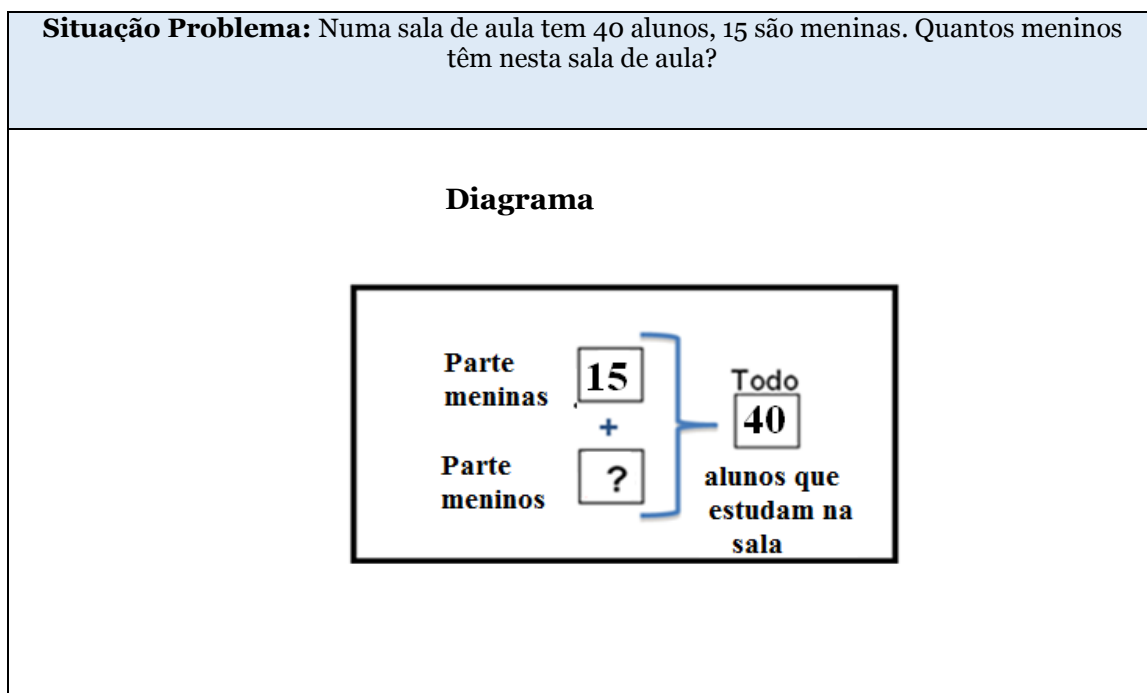 Situação Problema: Numa sala de aula tem 40 alunos, 15 são meninas. Quantos meninos
têm nesta sala de aula?
Diagrama
Parte
meninas
15
+
Parte
meninos
?
Todo
40
alunos que
estudam na
sala